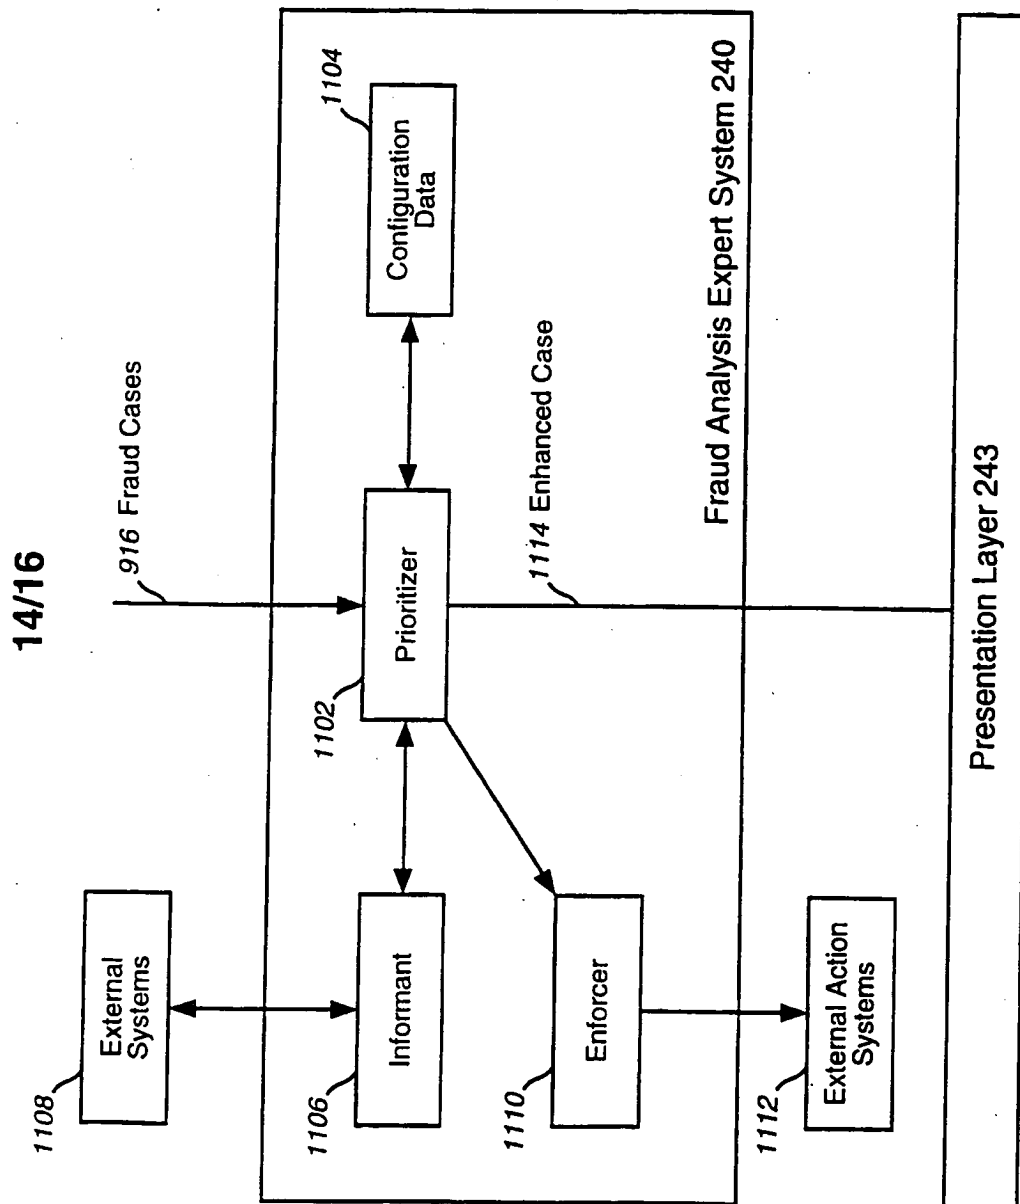 14/16
1108
External
Systems
916 Fraud Cases
1104
Configuration
Data
1102
Prioritizer
1106
Informant
1110
Enforcer
1114 Enhanced Case
Fraud Analysis Expert System 240
1112
External Action
Systems
Presentation Layer 243